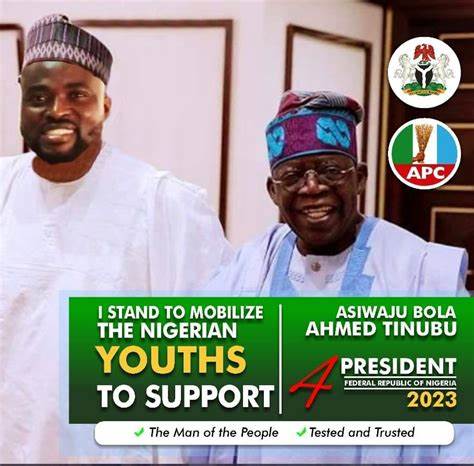 APC
I STAND TO MOBILIZE
THE NIGERIAN
YOUTHS
TO SUPPORT
ASIWAJU BOLA
AHMED TINUBU
4 PRESIDENT
FEDERAL REPUBLIC OF NIGERIA
2023
✓ The Man of the People ✓ Tested and Trusted